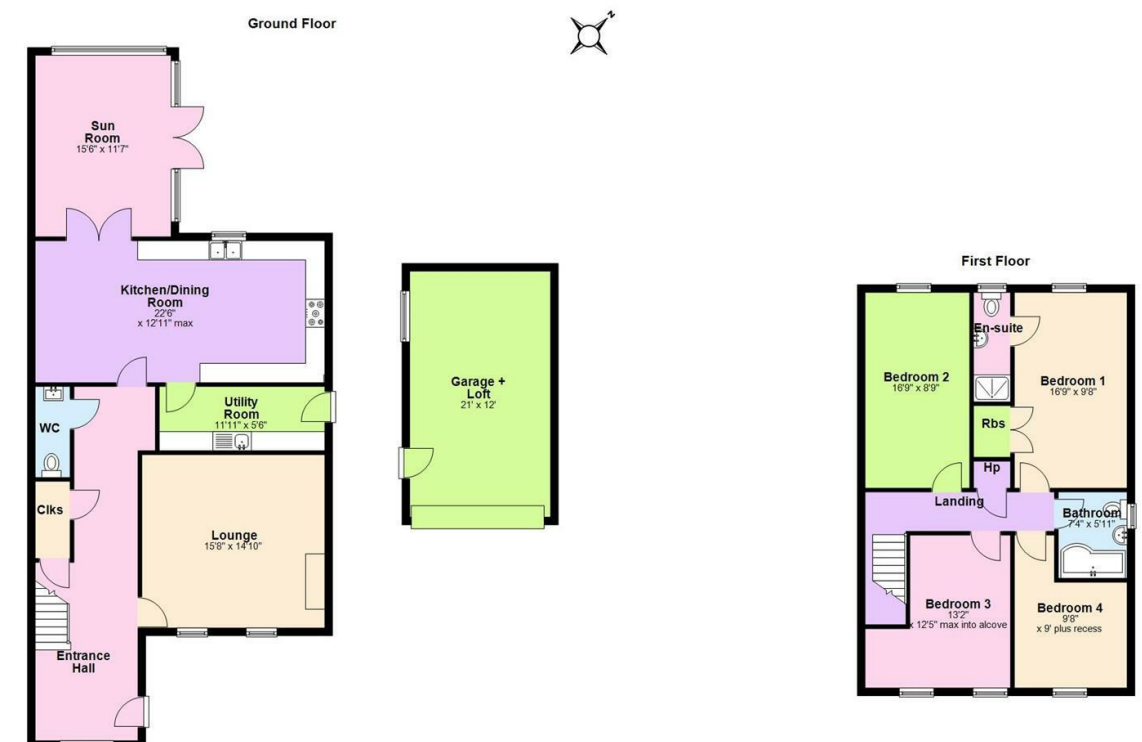 Ground Floor
N
Sun
Room
15'6" x 11'7"
Kitchen/Dining
Room
22'6"
x 12'11" max
WC
Utility
Room
11'11" x 5'6"
Clks
Lounge
15'8" x 14'10"
Entrance
Hall
Garage +
Loft
21' x 12'
First Floor
En-suite
Bedroom 2
16'9" x 8'9"
Bedroom 1
16'9" x 9'8"
Rbs
Hp
Landing
Bathroom
7'4" x 5'11"
Bedroom 3
13'2"
x 12'5" max into alcove
Bedroom 4
9'8"
x 9' plus recess